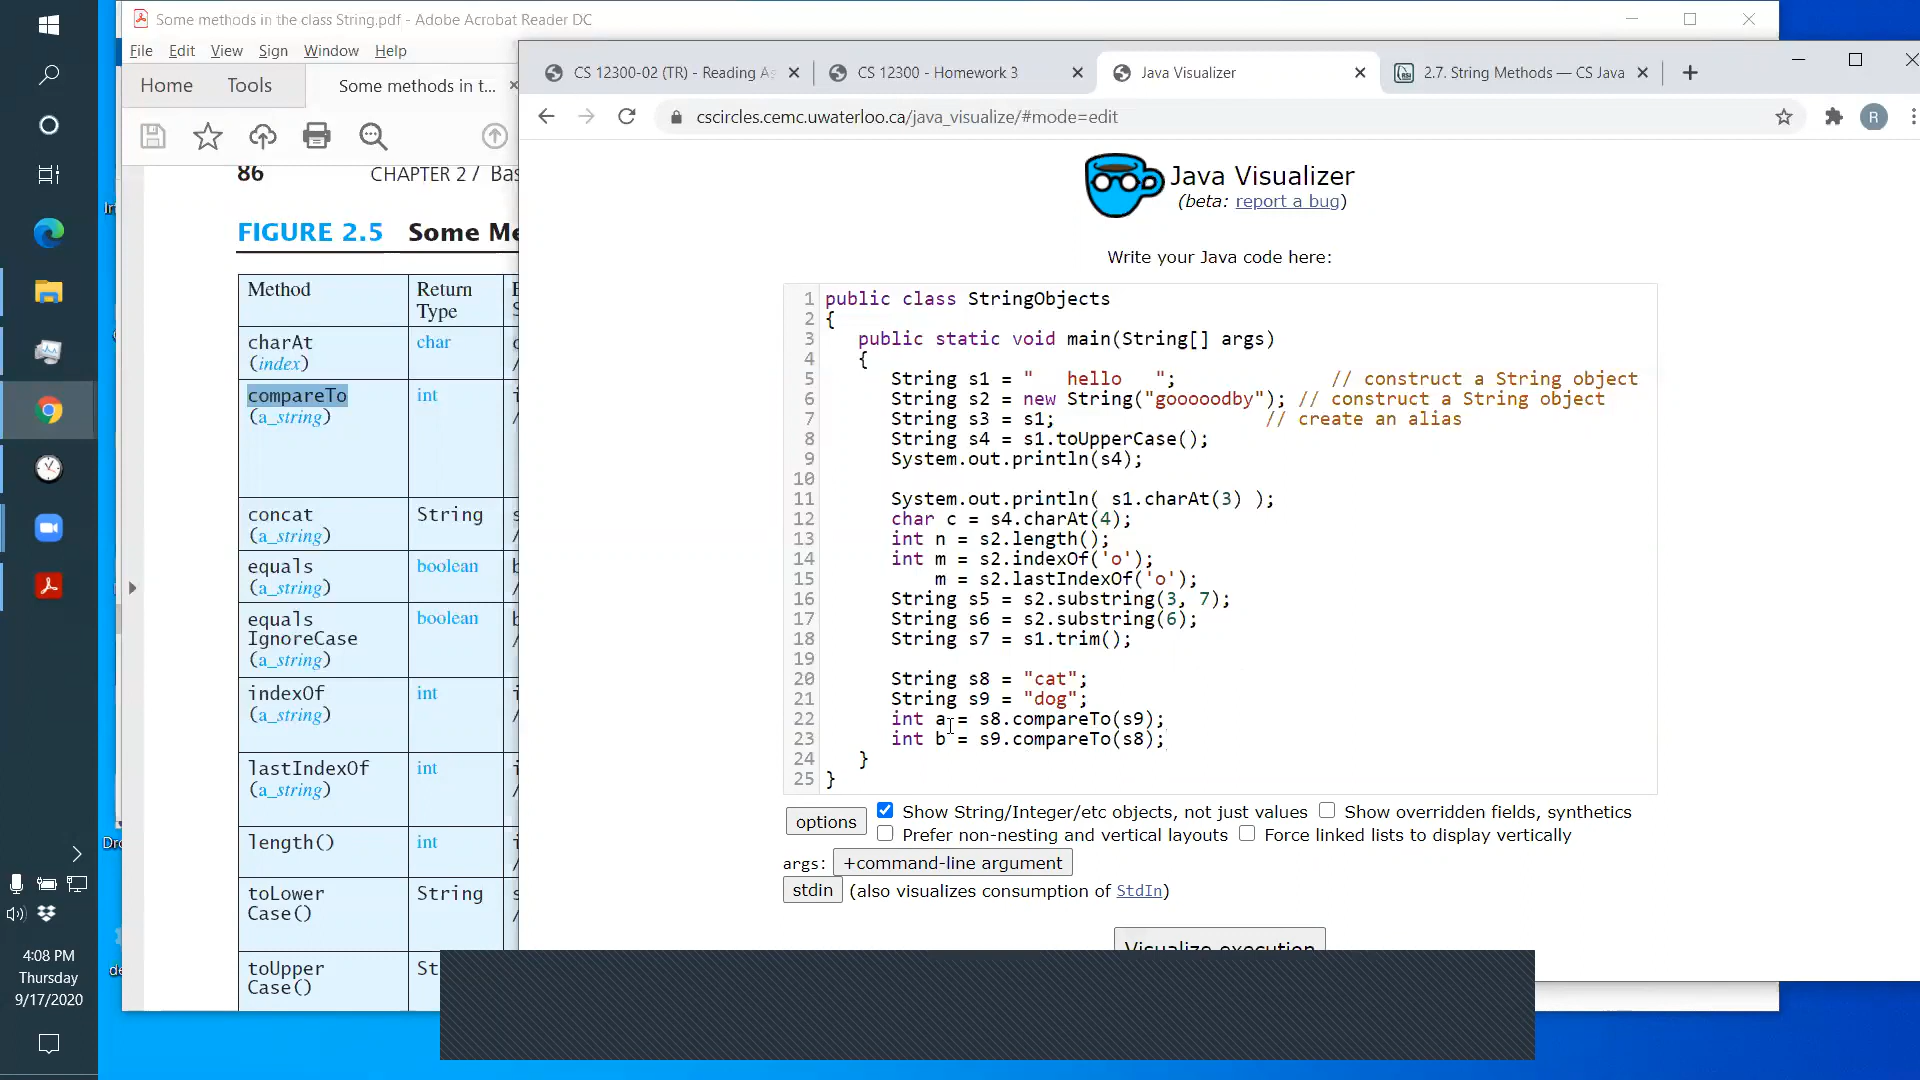 Some methods in the class String.pdf - Adobe Acrobat Reader DC
File Edit View Sign Window Help
Home Tools Some methods in t...
86 CHAPTER 2 / Bas
FIGURE 2.5 Some Me
Method Return Type
charAt (index) char
compareTo (a_string) int
concat (a_string) String
equals (a_string) boolean
equals IgnoreCase (a_string) boolean
indexOf (a_string) int
lastIndexOf (a_string) int
length() int
toLower Case() String
toUpper Case() St
CS 12300-02 (TR) - Reading As
CS 12300 - Homework 3
Java Visualizer
2.7. String Methods — CS Java
cscircles.cemc.uwaterloo.ca/java_visualize/#mode=edit
R
Java Visualizer
(beta: report a bug)
Write your Java code here:
1 public class StringObjects
2 {
3 public static void main(String[] args)
4 {
5 String s1 = "   hello   "; // construct a String object
6 String s2 = new String("gooooodby"); // construct a String object
7 String s3 = s1; // create an alias
8 String s4 = s1.toUpperCase();
9 System.out.println(s4);
10
11 System.out.println( s1.charAt(3) );
12 char c = s4.charAt(4);
13 int n = s2.length();
14 int m = s2.indexOf('o');
15 m = s2.lastIndexOf('o');
16 String s5 = s2.substring(3, 7);
17 String s6 = s2.substring(6);
18 String s7 = s1.trim();
19
20 String s8 = "cat";
21 String s9 = "dog";
22 int a = s8.compareTo(s9);
23 int b = s9.compareTo(s8);
24 }
25 }
options Show String/Integer/etc objects, not just values Show overridden fields, synthetics
Prefer non-nesting and vertical layouts Force linked lists to display vertically
args: +command-line argument
stdin (also visualizes consumption of StdIn)
Visualize execution
4:08 PM
Thursday
9/17/2020